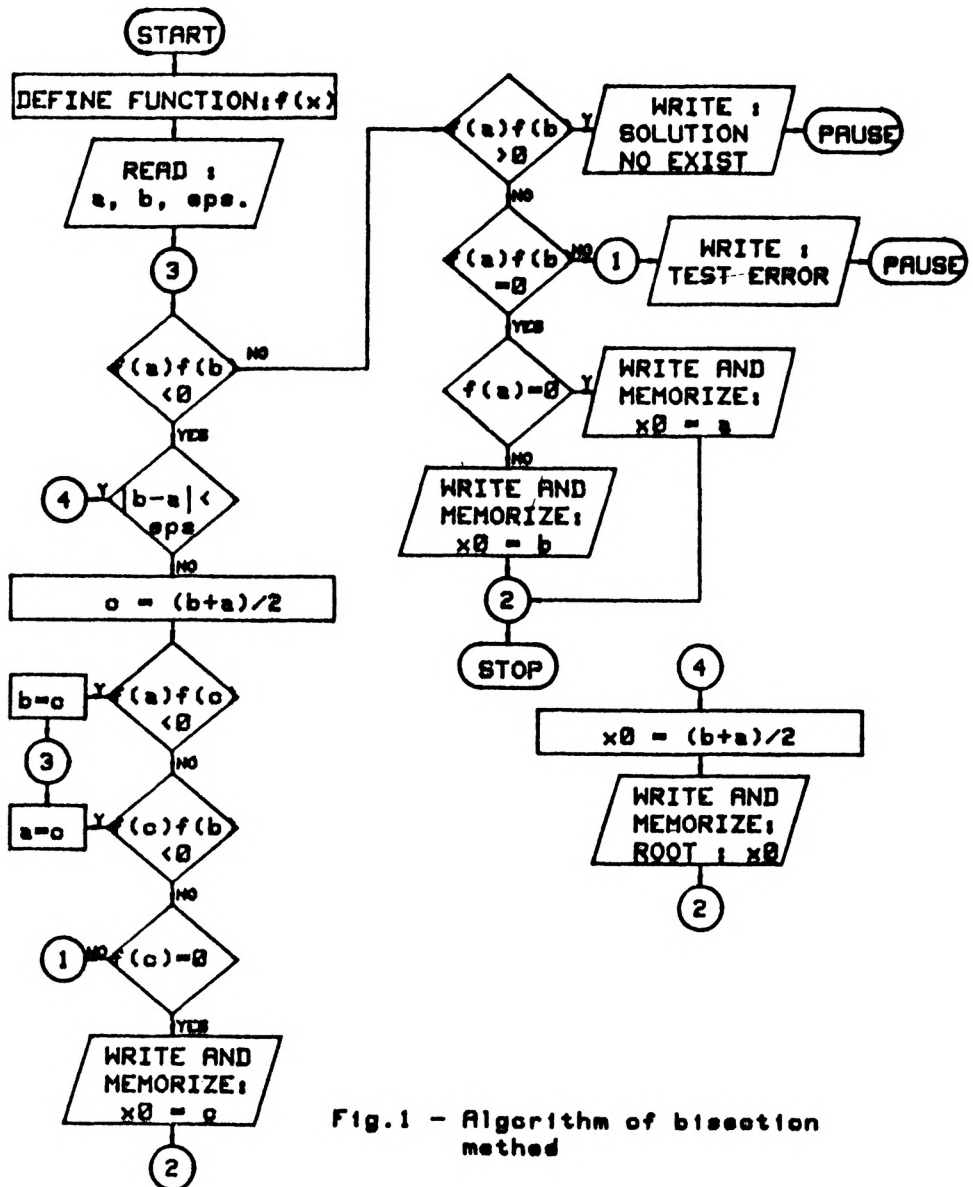 START
DEFINE FUNCTION:f(x)
READ :
a, b, eps.
3
f(a)f(b)
<0
NO
YES
4
Y
|b-a|<
eps
NO
c = (b+a)/2
b=c
Y
f(a)f(c)
<0
3
NO
a=c
Y
f(c)f(b)
<0
NO
1
NO
f(c)=0
YES
WRITE AND
MEMORIZE:
x0 = c
2
f(a)f(b)
>0
Y
WRITE :
SOLUTION
NO EXIST
PAUSE
NO
f(a)f(b)
=0
NO
1
WRITE :
TEST ERROR
PAUSE
YES
f(a)=0
Y
WRITE AND
MEMORIZE:
x0 = a
NO
WRITE AND
MEMORIZE:
x0 = b
2
STOP
4
x0 = (b+a)/2
WRITE AND
MEMORIZE:
ROOT : x0
2
Fig.1 - Algorithm of bisection
method